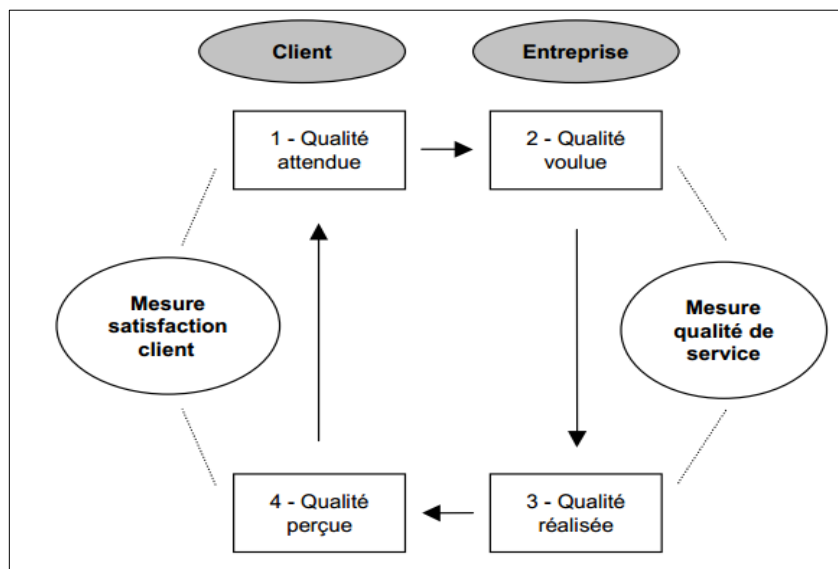 Client
Entreprise
1 - Qualité
attendue
2 - Qualité
voulue
Mesure
satisfaction
client
Mesure
qualité de
service
4 - Qualité
perçue
3 - Qualité
réalisée